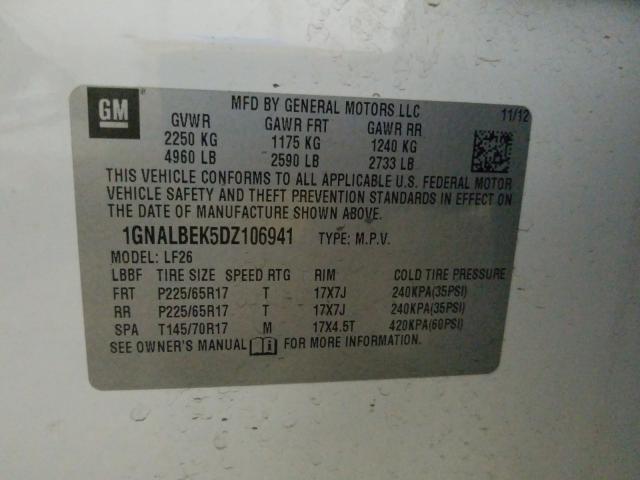 GM
MFD BY GENERAL MOTORS LLC 11/12
GVWR GAWR FRT GAWR RR
2250 KG 1175 KG 1240 KG
4960 LB 2590 LB 2733 LB
THIS VEHICLE CONFORMS TO ALL APPLICABLE U.S. FEDERAL MOTOR
VEHICLE SAFETY AND THEFT PREVENTION STANDARDS IN EFFECT ON
THE DATE OF MANUFACTURE SHOWN ABOVE.
1GNALBEK5DZ106941 TYPE: M.P.V.
MODEL: LF26
LBBF TIRE SIZE SPEED RTG RIM COLD TIRE PRESSURE
FRT P225/65R17 T 17X7J 240KPA(35PSI)
RR P225/65R17 T 17X7J 240KPA(35PSI)
SPA T145/70R17 M 17X4.5T 420KPA(60PSI)
SEE OWNER'S MANUAL FOR MORE INFORMATION.